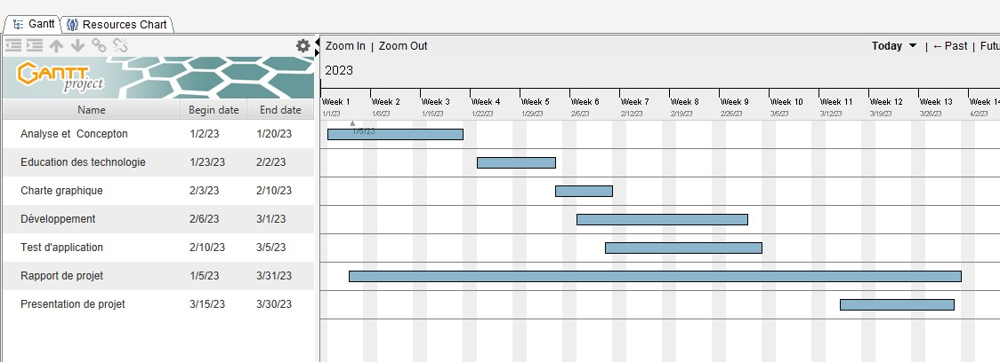 Gantt Resources Chart
Zoom In | Zoom Out Today | ←Past | Futu
GANTT
project
2023
Name Begin date End date
Week 1 Week 2 Week 3 Week 4 Week 5 Week 6 Week 7 Week 8 Week 9 Week 10 Week 11 Week 12 Week 13 Week 14
1/1/23 1/8/23 1/15/23 1/22/23 1/29/23 2/5/23 2/12/23 2/19/23 2/26/23 3/5/23 3/12/23 3/19/23 3/26/23 4/2/23
Analyse et Concepton 1/2/23 1/20/23
1/5/23
Education des technologie 1/23/23 2/2/23
Charte graphique 2/3/23 2/10/23
Développement 2/6/23 3/1/23
Test d'application 2/10/23 3/5/23
Rapport de projet 1/5/23 3/31/23
Presentation de projet 3/15/23 3/30/23